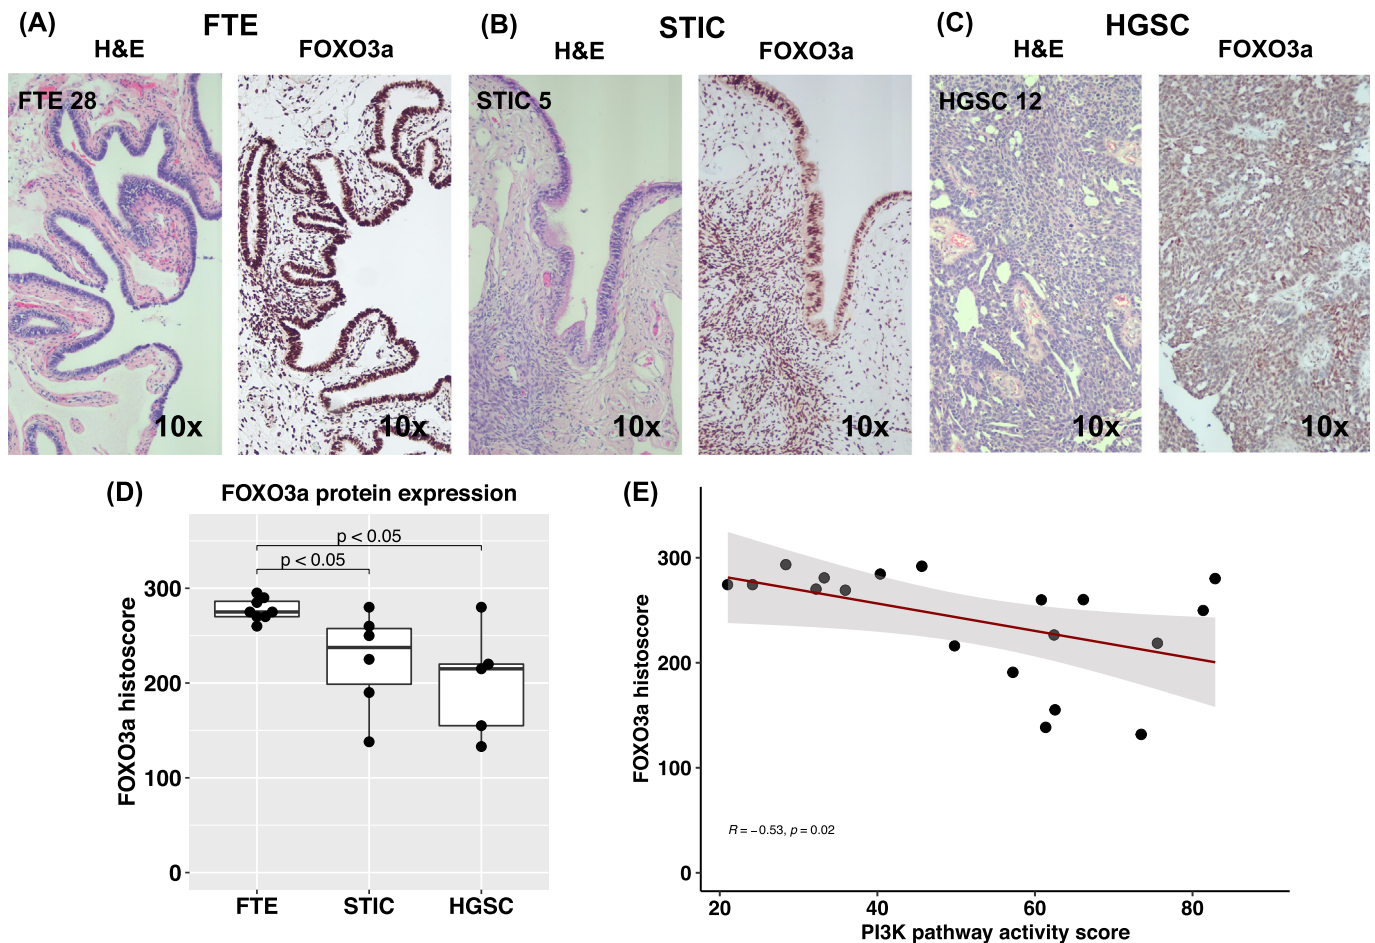 (A) FTE
H&E FOXO3a
FTE 28
10x 10x
(B) STIC
H&E FOXO3a
STIC 5
10x 10x
(C) HGSC
H&E FOXO3a
HGSC 12
10x 10x
(D) FOXO3a protein expression
p < 0.05
p < 0.05
FOXO3a histoscore
300
200
100
0
FTE STIC HGSC
(E)
FOXO3a histoscore
300
200
100
0
R = −0.53, p = 0.02
20 40 60 80
PI3K pathway activity score